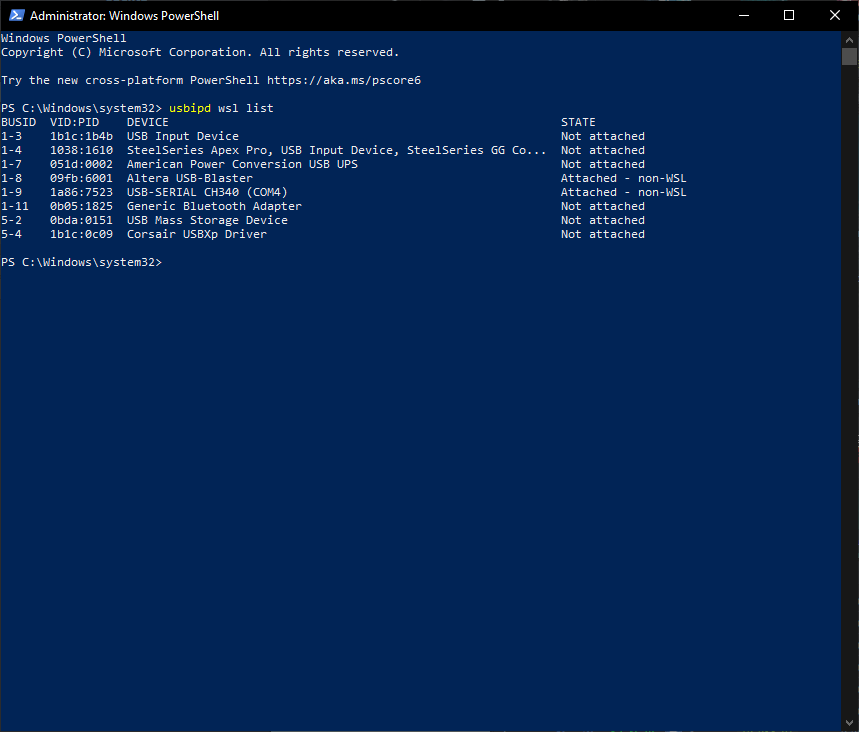 Administrator: Windows PowerShell
Windows PowerShell
Copyright (C) Microsoft Corporation. All rights reserved.
Try the new cross-platform PowerShell https://aka.ms/pscore6
PS C:\Windows\system32> usbipd wsl list
BUSID  VID:PID    DEVICE                                                        STATE
1-3    1b1c:1b4b  USB Input Device                                              Not attached
1-4    1038:1610  SteelSeries Apex Pro, USB Input Device, SteelSeries GG Co...  Not attached
1-7    051d:0002  American Power Conversion USB UPS                             Not attached
1-8    09fb:6001  Altera USB-Blaster                                            Attached - non-WSL
1-9    1a86:7523  USB-SERIAL CH340 (COM4)                                       Attached - non-WSL
1-11   0b05:1825  Generic Bluetooth Adapter                                     Not attached
5-2    0bda:0151  USB Mass Storage Device                                       Not attached
5-4    1b1c:0c09  Corsair USBXp Driver                                          Not attached
PS C:\Windows\system32>